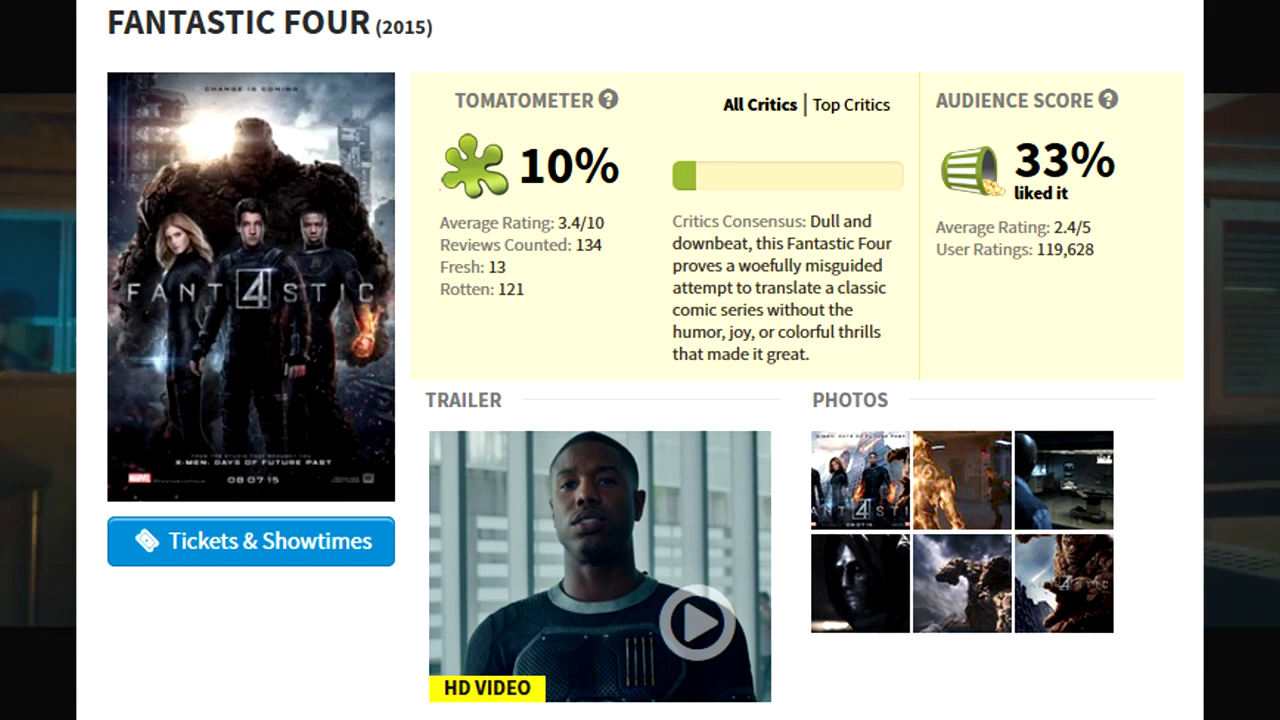 FANTASTIC FOUR (2015)
CHANGE IS COMING
FANT4STIC
X-MEN: DAYS OF FUTURE PAST
MARVEL
08·07·15
Tickets & Showtimes
TOMATOMETER ?
All Critics | Top Critics
10%
Average Rating: 3.4/10
Reviews Counted: 134
Fresh: 13
Rotten: 121
Critics Consensus: Dull and
downbeat, this Fantastic Four
proves a woefully misguided
attempt to translate a classic
comic series without the
humor, joy, or colorful thrills
that made it great.
AUDIENCE SCORE ?
33%
liked it
Average Rating: 2.4/5
User Ratings: 119,628
TRAILER
HD VIDEO
PHOTOS